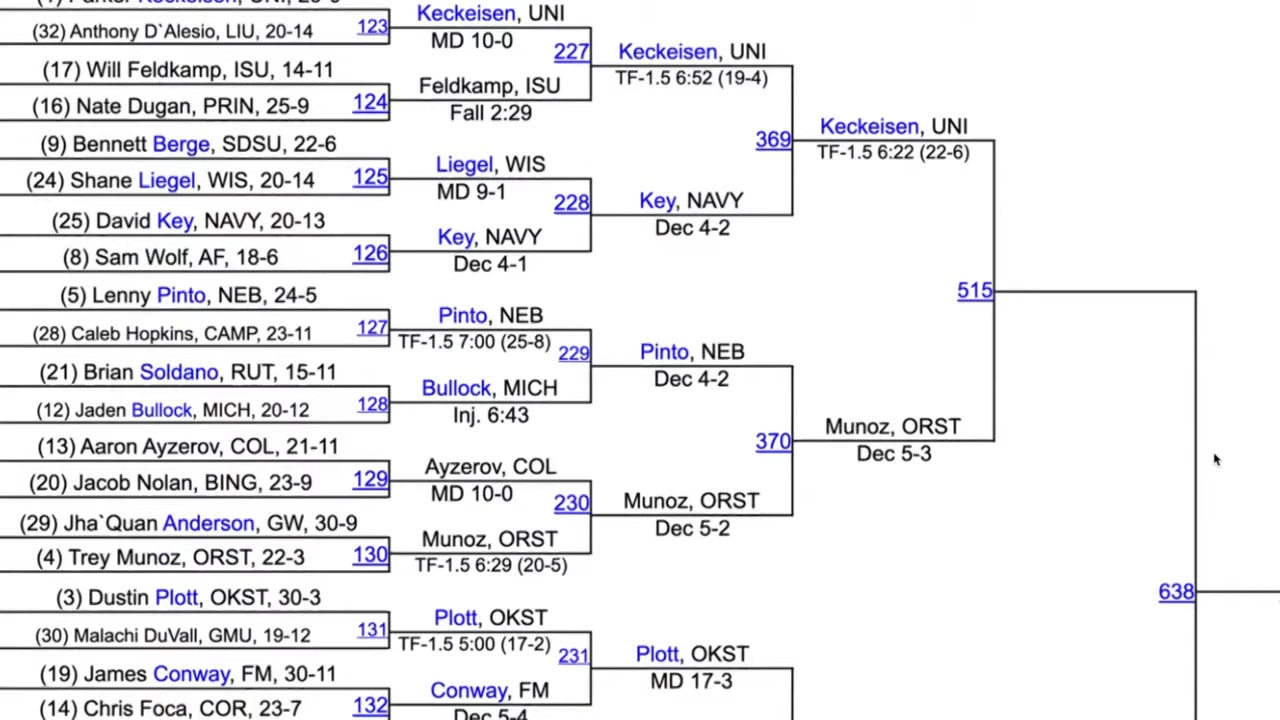 (32) Anthony D`Alesio, LIU, 20-14
(17) Will Feldkamp, ISU, 14-11
(16) Nate Dugan, PRIN, 25-9
(9) Bennett Berge, SDSU, 22-6
(24) Shane Liegel, WIS, 20-14
(25) David Key, NAVY, 20-13
(8) Sam Wolf, AF, 18-6
(5) Lenny Pinto, NEB, 24-5
(28) Caleb Hopkins, CAMP, 23-11
(21) Brian Soldano, RUT, 15-11
(12) Jaden Bullock, MICH, 20-12
(13) Aaron Ayzerov, COL, 21-11
(20) Jacob Nolan, BING, 23-9
(29) Jha`Quan Anderson, GW, 30-9
(4) Trey Munoz, ORST, 22-3
(3) Dustin Plott, OKST, 30-3
(30) Malachi DuVall, GMU, 19-12
(19) James Conway, FM, 30-11
(14) Chris Foca, COR, 23-7
123
124
125
126
127
128
129
130
131
132
Keckeisen, UNI
MD 10-0
Feldkamp, ISU
Fall 2:29
Liegel, WIS
MD 9-1
Key, NAVY
Dec 4-1
Pinto, NEB
TF-1.5 7:00 (25-8)
Bullock, MICH
Inj. 6:43
Ayzerov, COL
MD 10-0
Munoz, ORST
TF-1.5 6:29 (20-5)
Plott, OKST
TF-1.5 5:00 (17-2)
Conway, FM
Dec 5-4
227
228
229
230
231
Keckeisen, UNI
TF-1.5 6:52 (19-4)
Key, NAVY
Dec 4-2
Pinto, NEB
Dec 4-2
Munoz, ORST
Dec 5-2
Plott, OKST
MD 17-3
369
370
Keckeisen, UNI
TF-1.5 6:22 (22-6)
Munoz, ORST
Dec 5-3
515
638